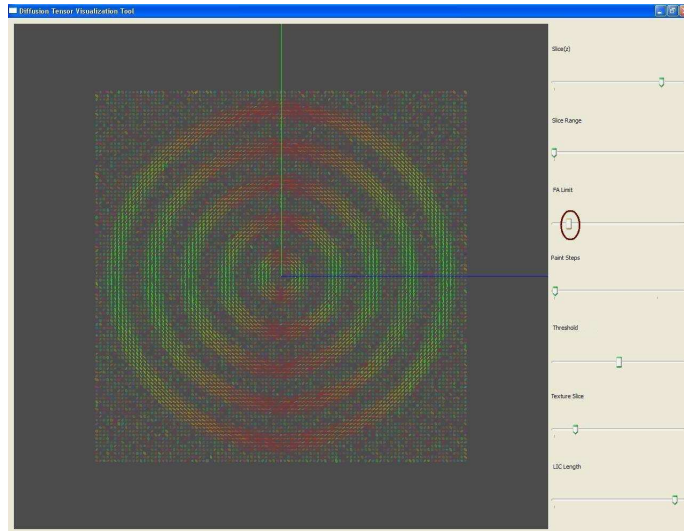 Diffusion Tensor Visualization Tool
Slice(z)
Slice Range
FA Limit
Paint Steps
Threshold
Texture Slice
LIC Length